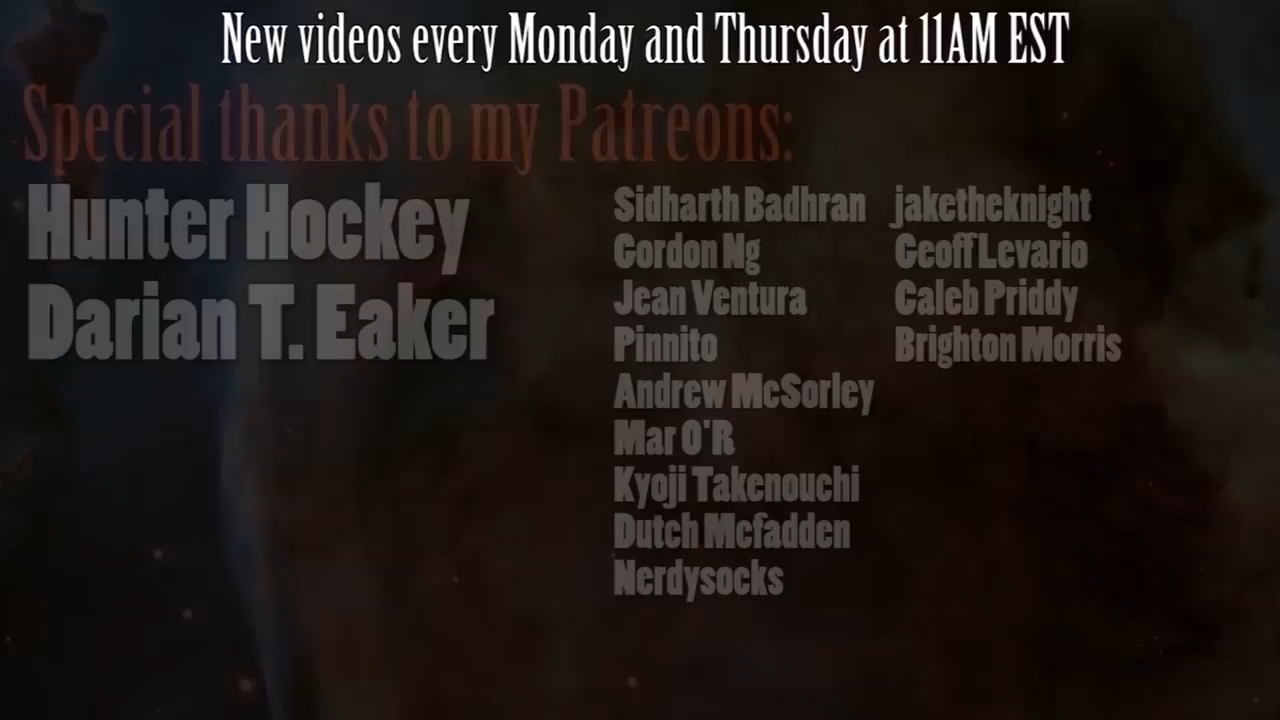 New videos every Monday and Thursday at 11AM EST
Special thanks to my Patreons:
Hunter Hockey
Darian T. Eaker
Sidharth Badhran
Gordon Ng
Jean Ventura
Pinnito
Andrew McSorley
Mar O'R
Kyoji Takenouchi
Dutch Mcfadden
Nerdysocks
jaketheknight
Geoff Levario
Caleb Priddy
Brighton Morris